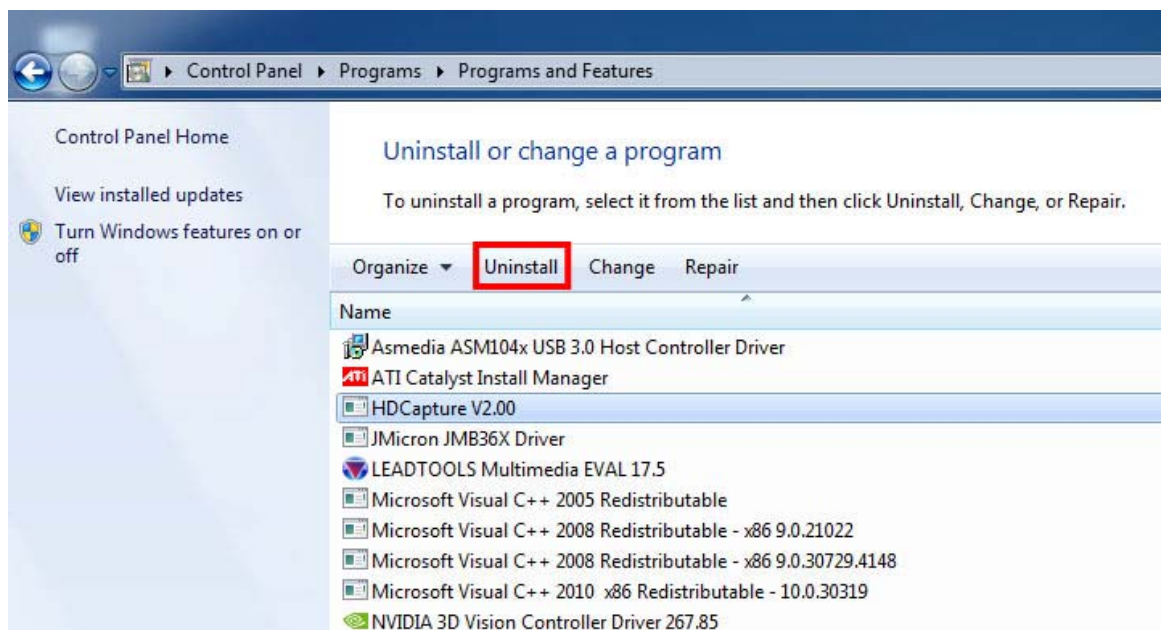 Control Panel ▸ Programs ▸ Programs and Features
Control Panel Home
View installed updates
Turn Windows features on or
off
Uninstall or change a program
To uninstall a program, select it from the list and then click Uninstall, Change, or Repair.
Organize Uninstall Change Repair
Name
Asmedia ASM104x USB 3.0 Host Controller Driver
ATI ATI Catalyst Install Manager
HDCapture V2.00
JMicron JMB36X Driver
LEADTOOLS Multimedia EVAL 17.5
Microsoft Visual C++ 2005 Redistributable
Microsoft Visual C++ 2008 Redistributable - x86 9.0.21022
Microsoft Visual C++ 2008 Redistributable - x86 9.0.30729.4148
Microsoft Visual C++ 2010  x86 Redistributable - 10.0.30319
NVIDIA 3D Vision Controller Driver 267.85